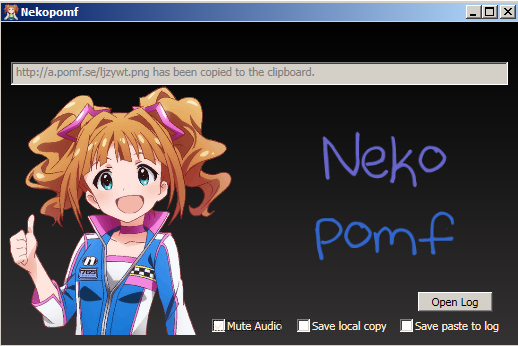 Nekopomf
http://a.pomf.se/ljzywt.png has been copied to the clipboard.
Neko
pomf
Open Log
Mute Audio Save local copy Save paste to log